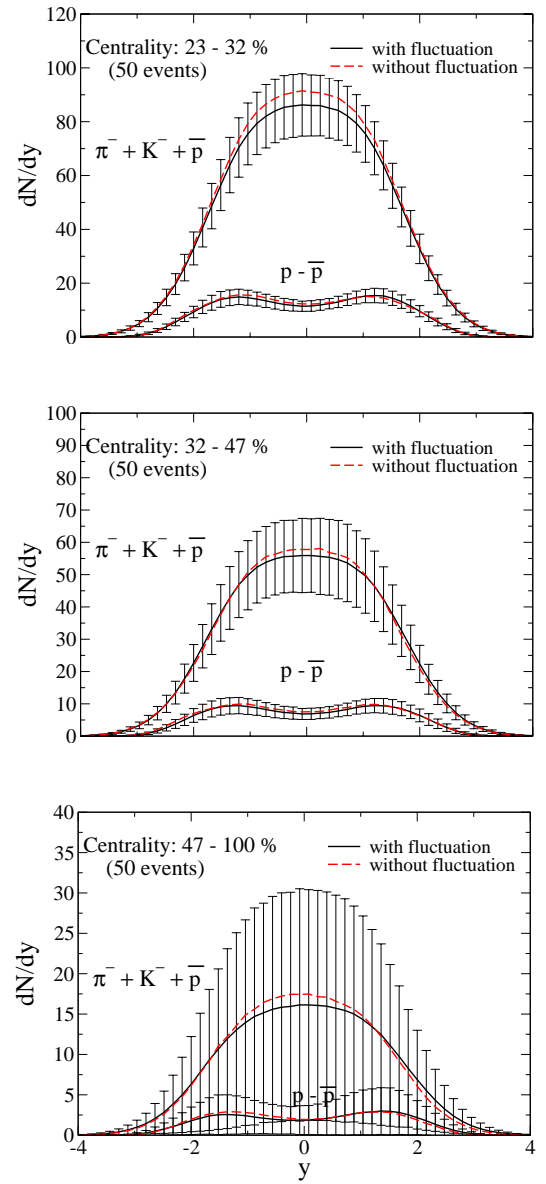 120
Centrality: 23 - 32 %
with fluctuation
100
(50 events)
without fluctuation
80
π⁻ + K⁻ + p̅
dN/dy
60
40
p - p̅
20
0
100
90
Centrality: 32 - 47 %
with fluctuation
80
(50 events)
without fluctuation
70
60
π⁻ + K⁻ + p̅
dN/dy
50
40
30
p - p̅
20
10
0
40
35
Centrality: 47 - 100 %
with fluctuation
(50 events)
without fluctuation
30
25
π⁻ + K⁻ + p̅
dN/dy
20
15
10
5
p - p̅
0
-4 -2 0 2 4
y